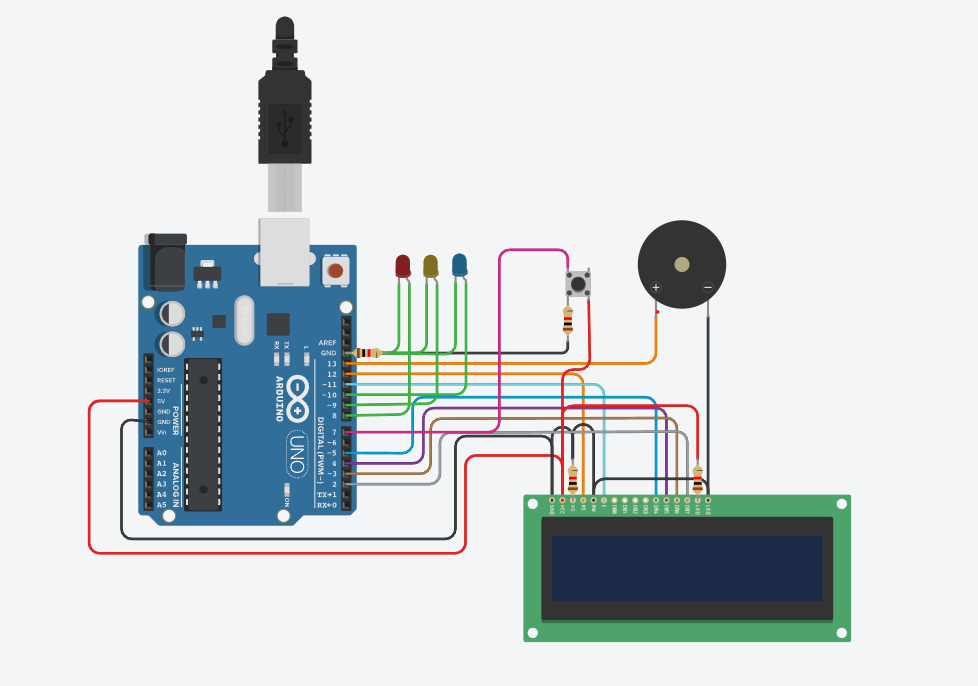 AREF
GND
13
12
~11
~10
~9
8
7
~6
~5
4
~3
2
TX→1
RX←0
DIGITAL (PWM~)
IOREF
RESET
3.3V
5V
GND
GND
Vin
POWER
A0
A1
A2
A3
A4
A5
ANALOG IN
RX
TX
L
ARDUINO
UNO
ON
GND
VCC
V0
RS
RW
E
DB0
DB1
DB2
DB3
DB4
DB5
DB6
DB7
LED
LED